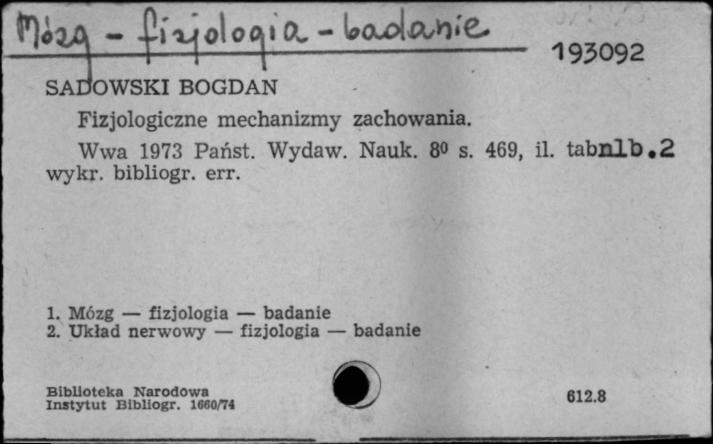 Mózg - fizjologia - badanie
193092
SADOWSKI BOGDAN
Fizjologiczne mechanizmy zachowania.
Wwa 1973 Państ. Wydaw. Nauk. 8⁰ s. 469, il. tabnlb.2
wykr. bibliogr. err.
1. Mózg — fizjologia — badanie
2. Układ nerwowy — fizjologia — badanie
Biblioteka Narodowa
Instytut Bibliogr. 1660/74
612.8